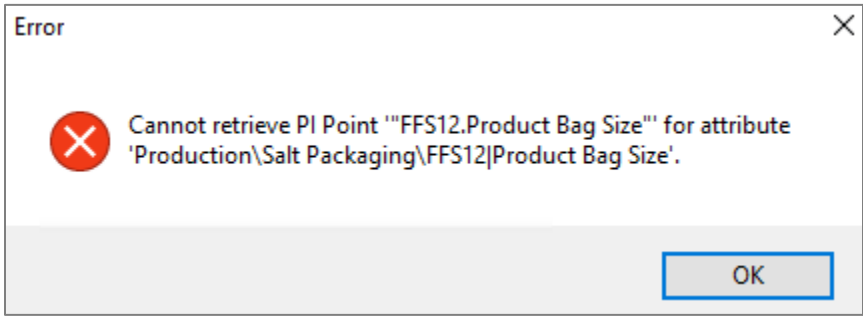 Error
Cannot retrieve PI Point '"FFS12.Product Bag Size"' for attribute
'Production\Salt Packaging\FFS12|Product Bag Size'.
OK